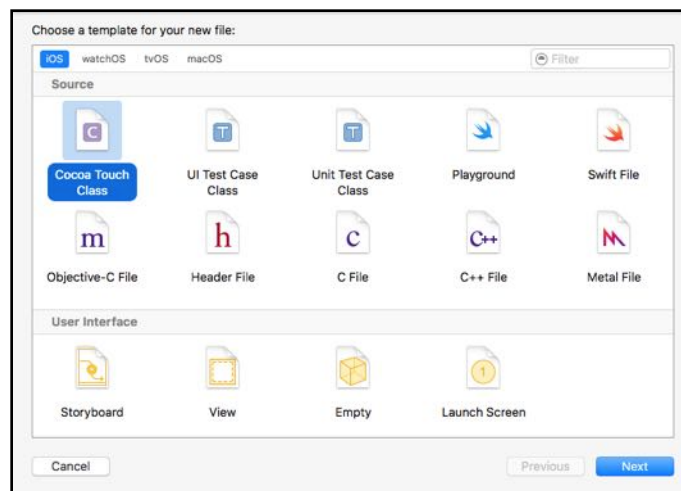 Choose a template for your new file:
iOS watchOS tvOS macOS Filter
Source
C T T
Cocoa Touch Class
UI Test Case Class
Unit Test Case Class
Playground
Swift File
m h c C++
Objective-C File
Header File
C File
C++ File
Metal File
User Interface
1
Storyboard
View
Empty
Launch Screen
Cancel Previous Next